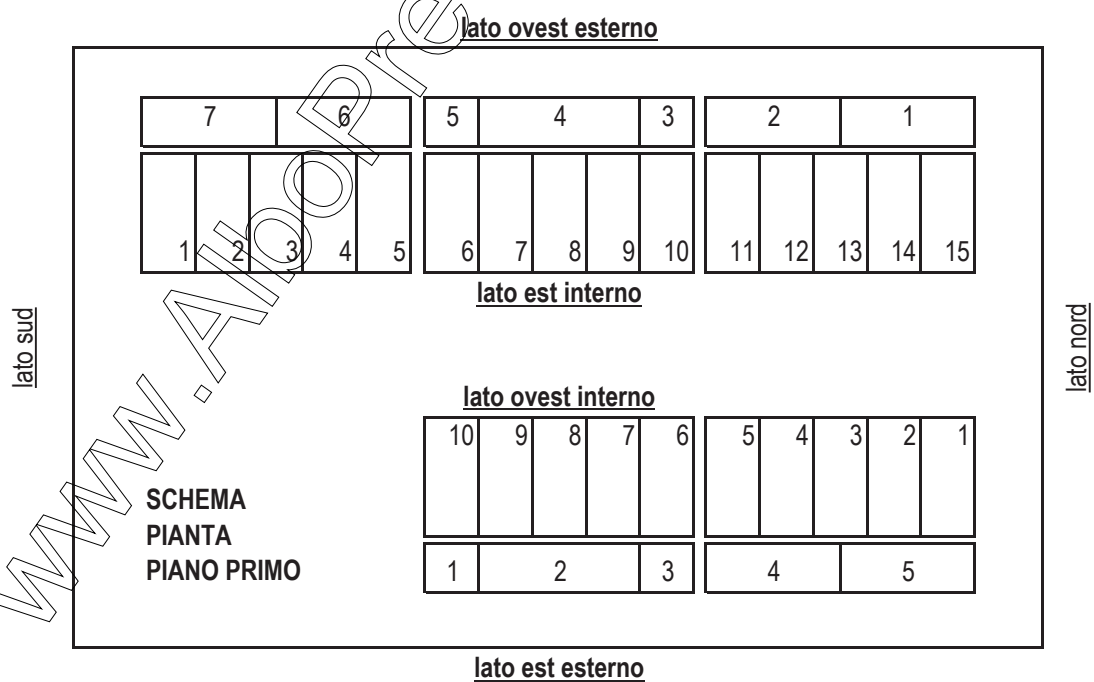 lato ovest esterno
7 6 5 4 3 2 1
1 2 3 4 5 6 7 8 9 10 11 12 13 14 15
lato est interno
lato sud
lato nord
lato ovest interno
10 9 8 7 6 5 4 3 2 1
SCHEMA
PIANTA
PIANO PRIMO
1 2 3 4 5
lato est esterno
www.AlboPre